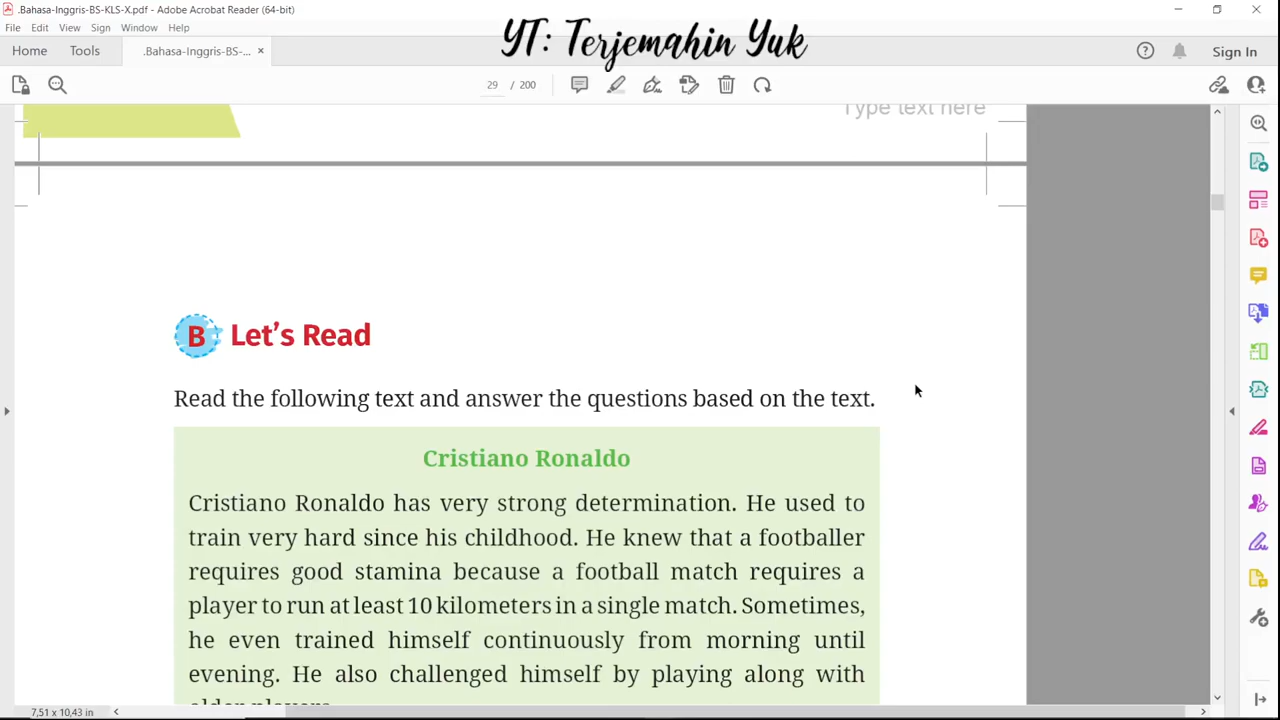 .Bahasa-Inggris-BS-KLS-X.pdf - Adobe Acrobat Reader (64-bit)
File Edit View Sign Window Help
YT: Terjemahin Yuk
Home Tools .Bahasa-Inggris-BS-... × Sign In
29 / 200
Type text here
B Let's Read
Read the following text and answer the questions based on the text.
Cristiano Ronaldo
Cristiano Ronaldo has very strong determination. He used to
train very hard since his childhood. He knew that a footballer
requires good stamina because a football match requires a
player to run at least 10 kilometers in a single match. Sometimes,
he even trained himself continuously from morning until
evening. He also challenged himself by playing along with
older players.
7,51 x 10,43 in